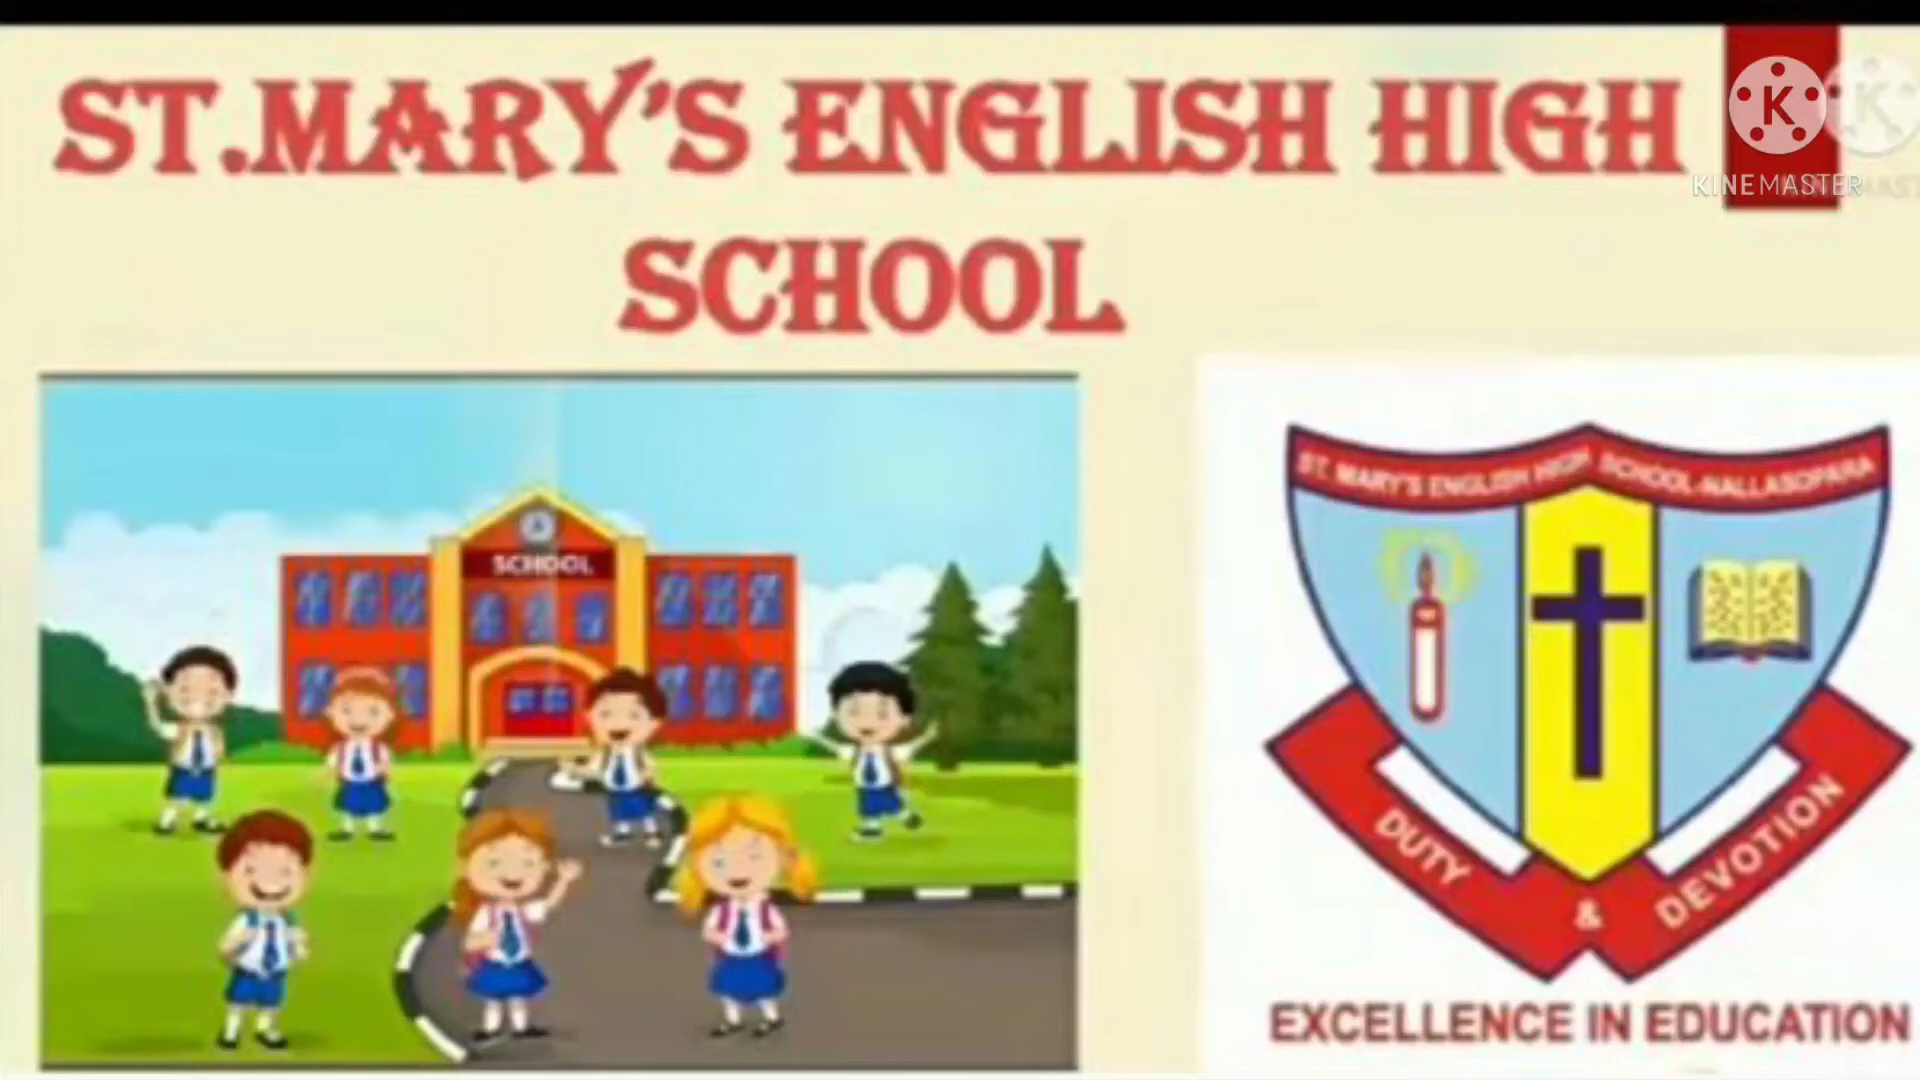 ST.MARY'S ENGLISH HIGH
SCHOOL
KINEMASTER
SCHOOL
ST. MARY'S ENGLISH HIGH SCHOOL-NALLASOPARA
DUTY
&
DEVOTION
EXCELLENCE IN EDUCATION